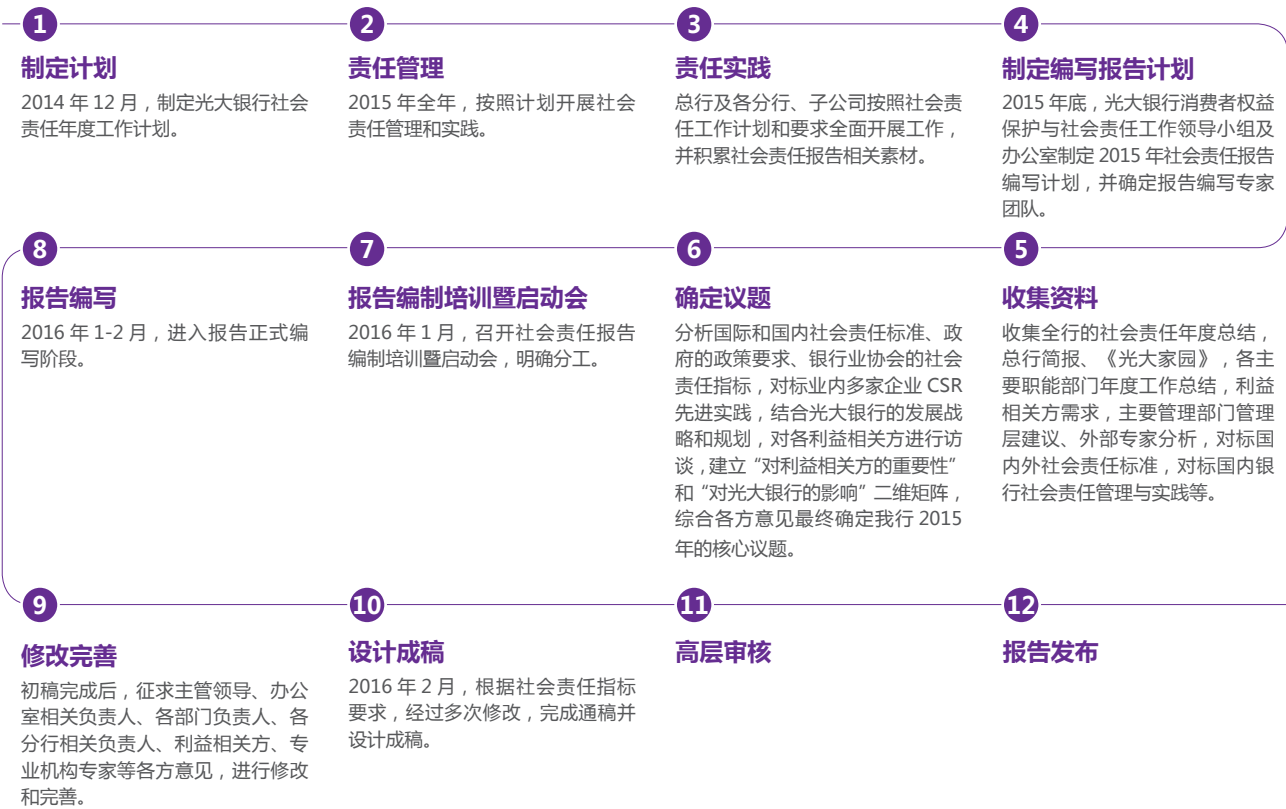 1
制定计划
2014 年 12 月，制定光大银行社会
责任年度工作计划。
2
责任管理
2015 年全年，按照计划开展社会
责任管理和实践。
3
责任实践
总行及各分行、子公司按照社会责
任工作计划和要求全面开展工作，
并积累社会责任报告相关素材。
4
制定编写报告计划
2015 年底，光大银行消费者权益
保护与社会责任工作领导小组及
办公室制定 2015 年社会责任报告
编写计划，并确定报告编写专家
团队。
5
收集资料
收集全行的社会责任年度总结，
总行简报、《光大家园》，各主
要职能部门年度工作总结，利益
相关方需求，主要管理部门管理
层建议、外部专家分析，对标国
内外社会责任标准，对标国内银
行社会责任管理与实践等。
6
确定议题
分析国际和国内社会责任标准、政
府的政策要求、银行业协会的社会
责任指标，对标业内多家企业 CSR
先进实践，结合光大银行的发展战
略和规划，对各利益相关方进行访
谈，建立“对利益相关方的重要性”
和“对光大银行的影响”二维矩阵，
综合各方意见最终确定我行 2015
年的核心议题。
7
报告编制培训暨启动会
2016 年 1 月，召开社会责任报告
编制培训暨启动会，明确分工。
8
报告编写
2016 年 1-2 月，进入报告正式编
写阶段。
9
修改完善
初稿完成后，征求主管领导、办公
室相关负责人、各部门负责人、各
分行相关负责人、利益相关方、专
业机构专家等各方意见，进行修改
和完善。
10
设计成稿
2016 年 2 月，根据社会责任指标
要求，经过多次修改，完成通稿并
设计成稿。
11
高层审核
12
报告发布